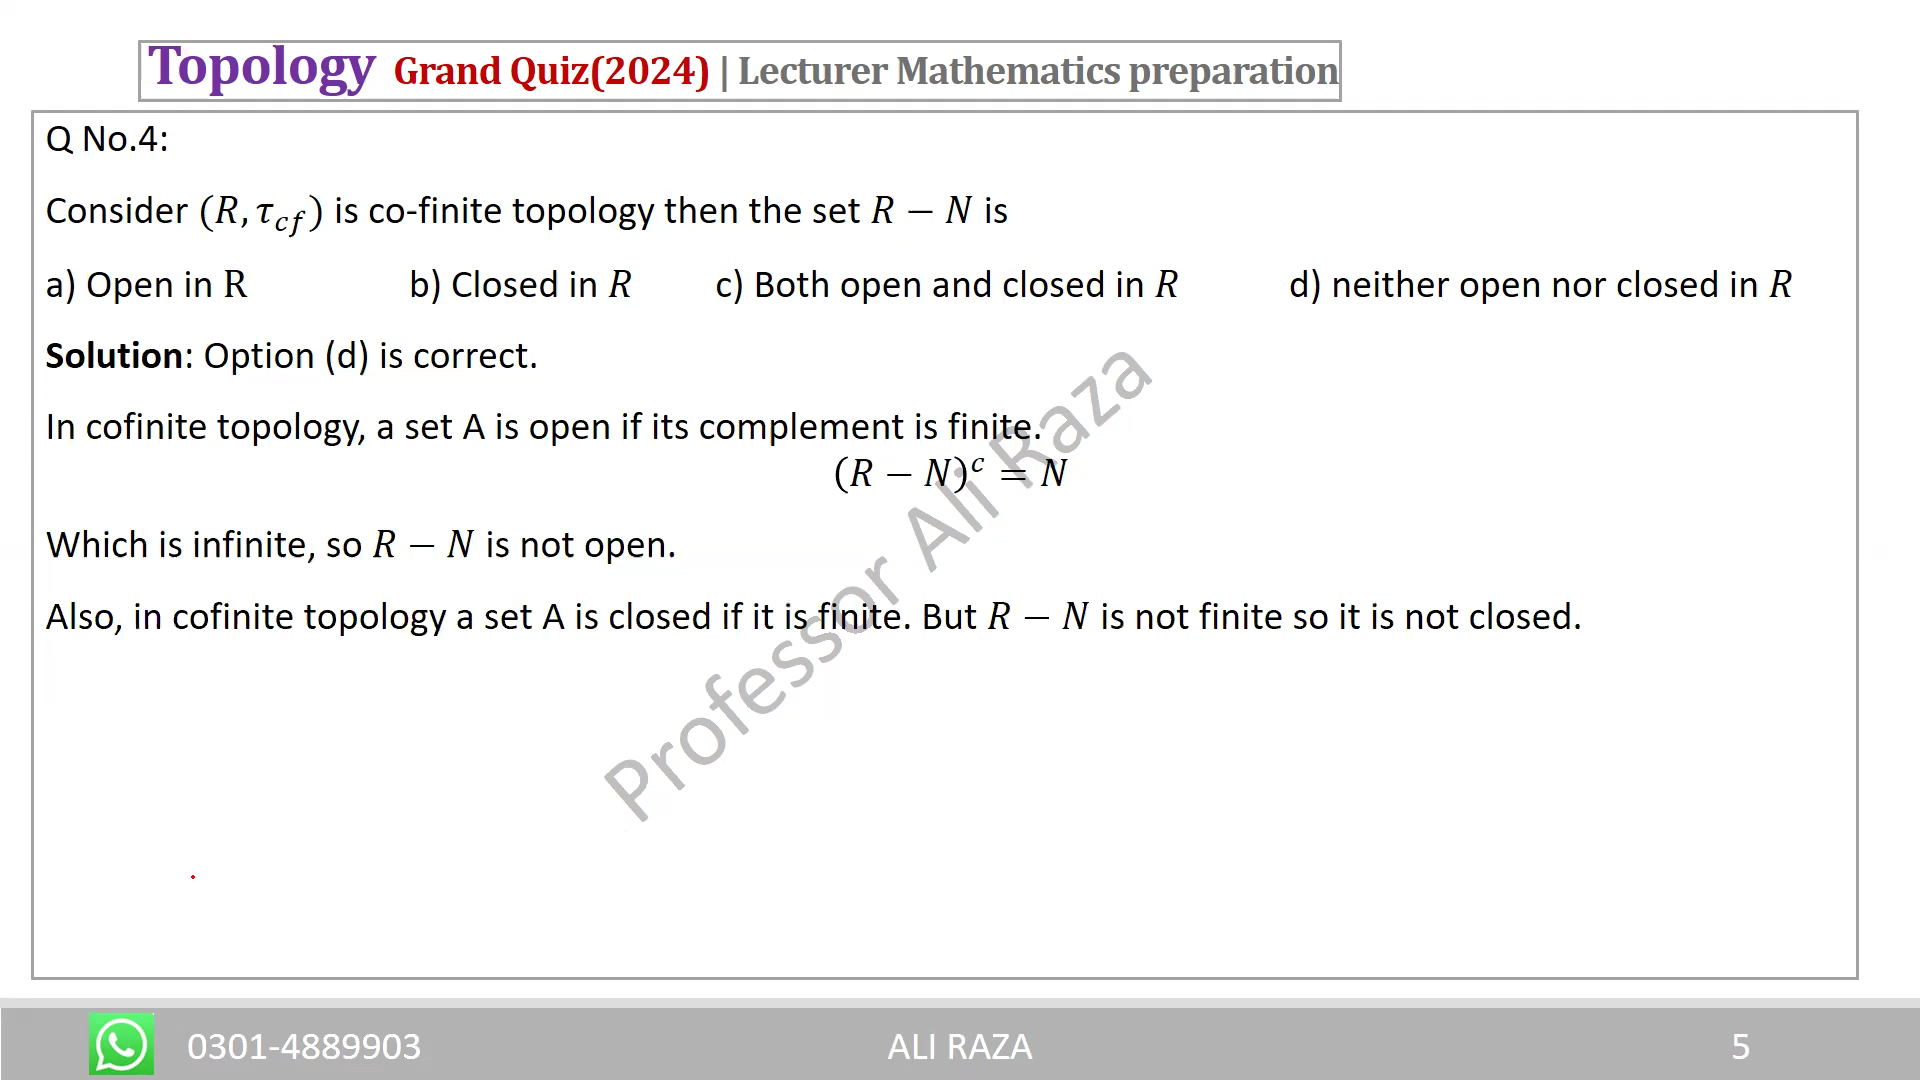 Topology Grand Quiz(2024) | Lecturer Mathematics preparation
Q No.4:
Consider (R, τ_cf) is co-finite topology then the set R − N is
a) Open in R b) Closed in R c) Both open and closed in R d) neither open nor closed in R
Solution: Option (d) is correct.
In cofinite topology, a set A is open if its complement is finite.
(R − N)ᶜ = N
Which is infinite, so R − N is not open.
Also, in cofinite topology a set A is closed if it is finite. But R − N is not finite so it is not closed.
Professor Ali Raza
0301-4889903 ALI RAZA 5